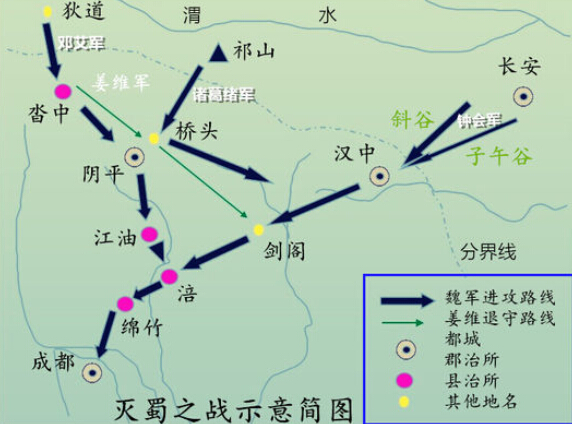 狄道
渭 水
邓艾军
祁山
长安
姜维军
诸葛绪军
沓中
桥头
斜谷
钟会军
汉中
子午谷
阴平
江油
剑阁
分界线
涪
绵竹
成都
魏军进攻路线
姜维退守路线
都城
郡治所
县治所
其他地名
灭蜀之战示意简图